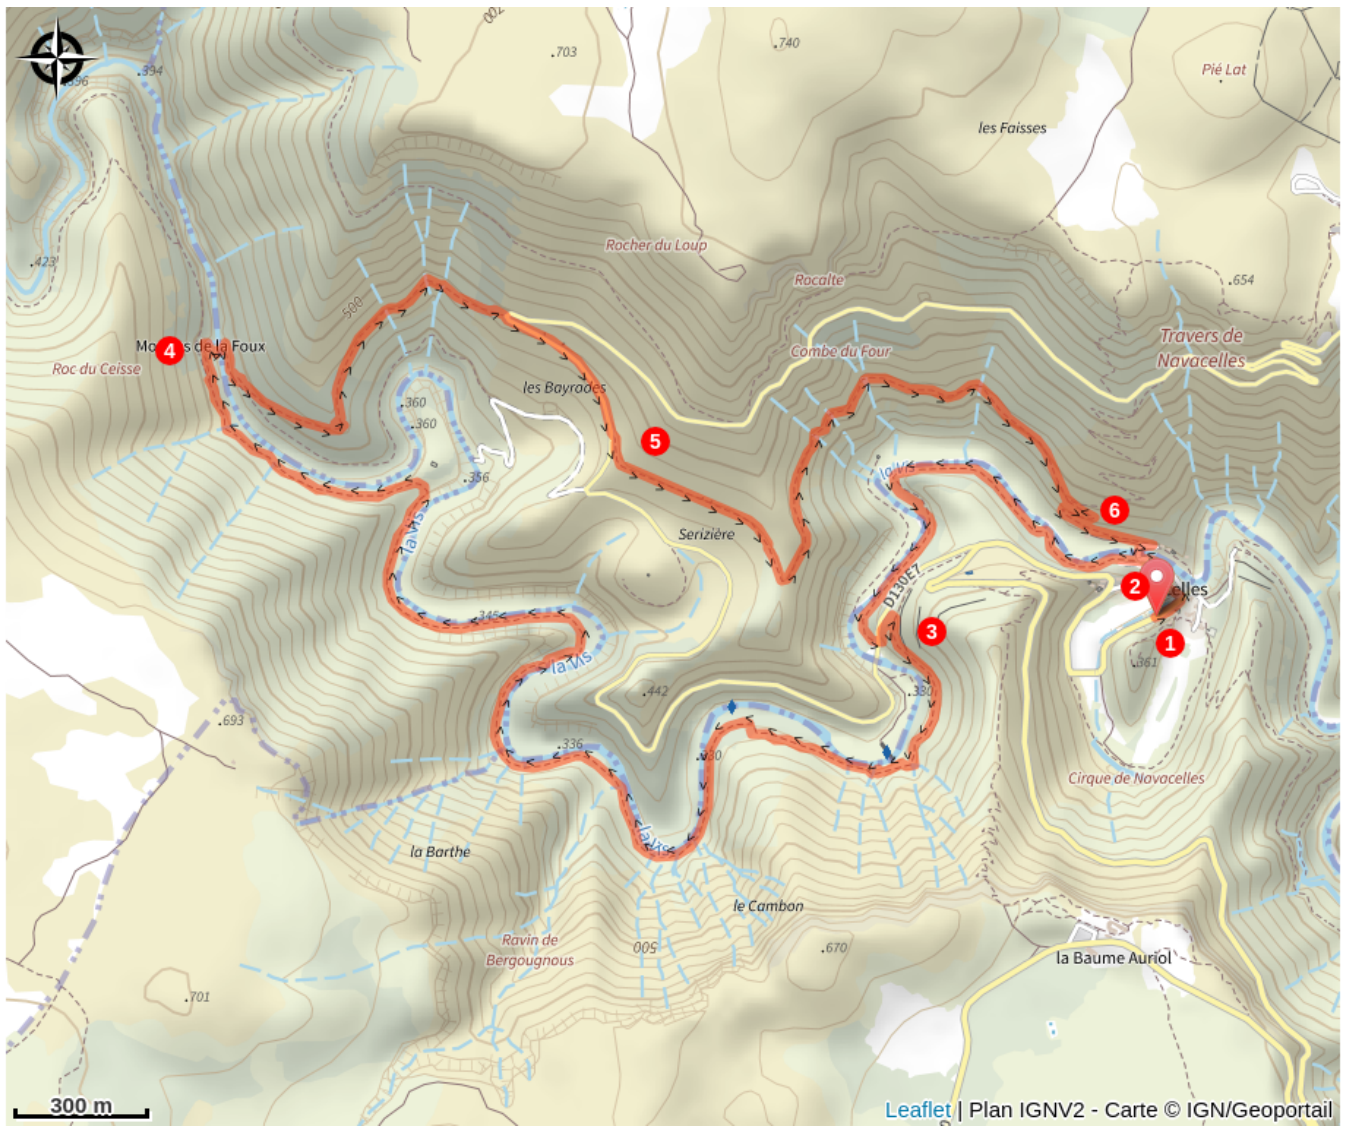 700
.703
.740
Pié Lat
.396
.394
les Faisses
.423
Rocher du Loup
Rocalte
.654
500
Travers de
Navacelles
4
Mo s de la Foux
Roc du Ceisse
Combe du Four
.360
les Bayrades
.360
5
.356
la Vis
6
la Vis
Serizière
D130E7
2
elles
3
1
.345
la Vis
.361
.442
.330
.693
.336
.330
Cirque de Navacelles
la Vis
la Barthe
le Cambon
Ravin de
Bergougnous
500
.670
la Baume Auriol
.701
300 m
Leaflet | Plan IGNV2 - Carte © IGN/Geoportail